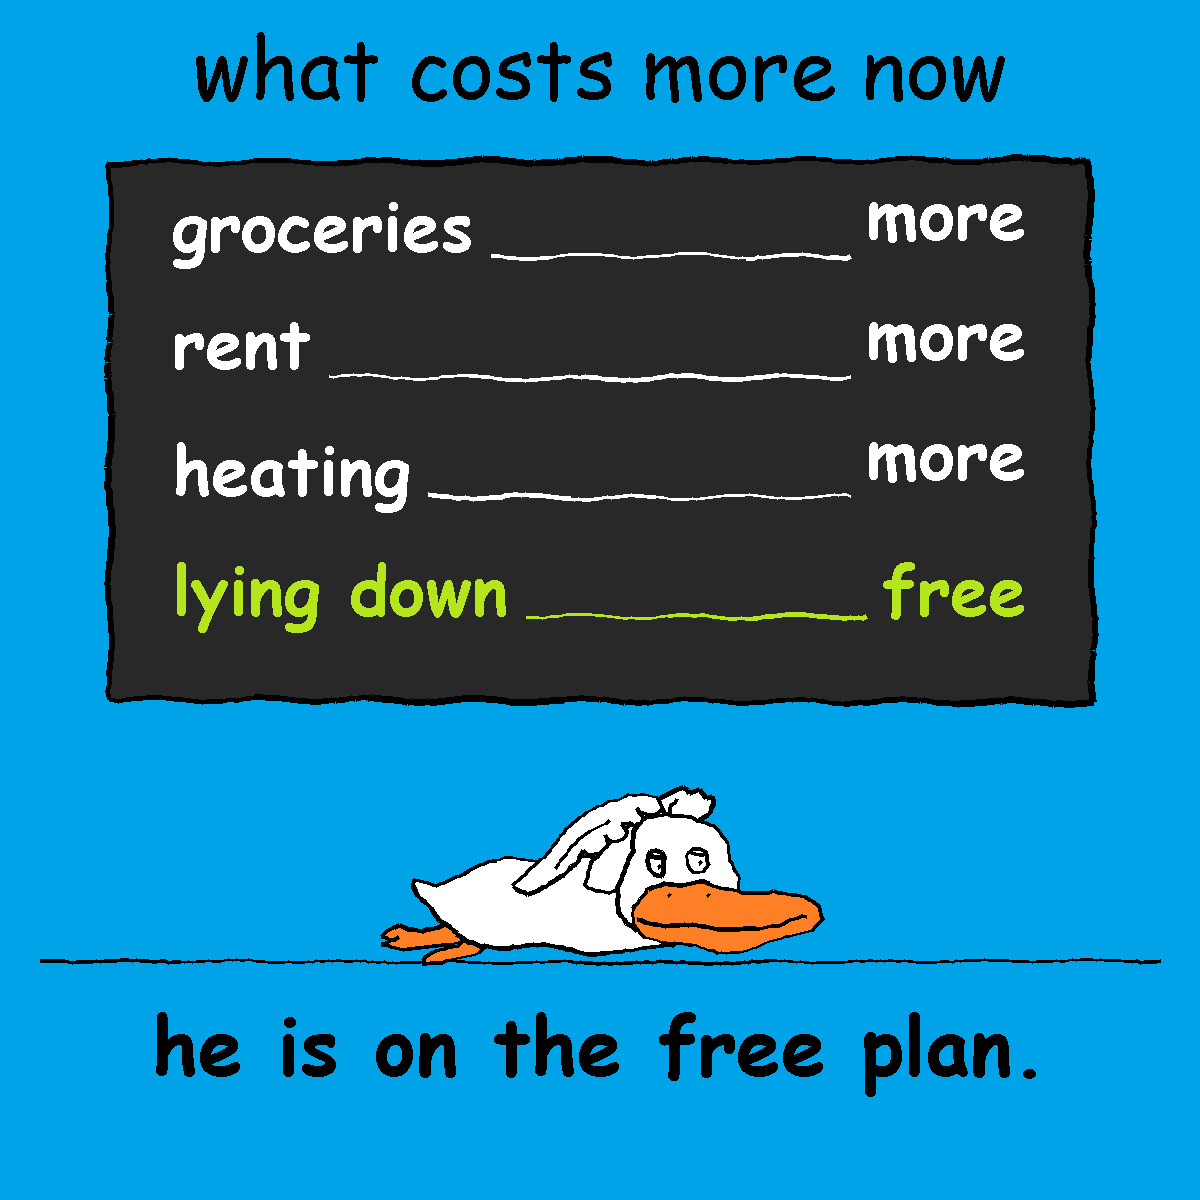 what costs more now
groceries more
rent more
heating more
lying down free
he is on the free plan.